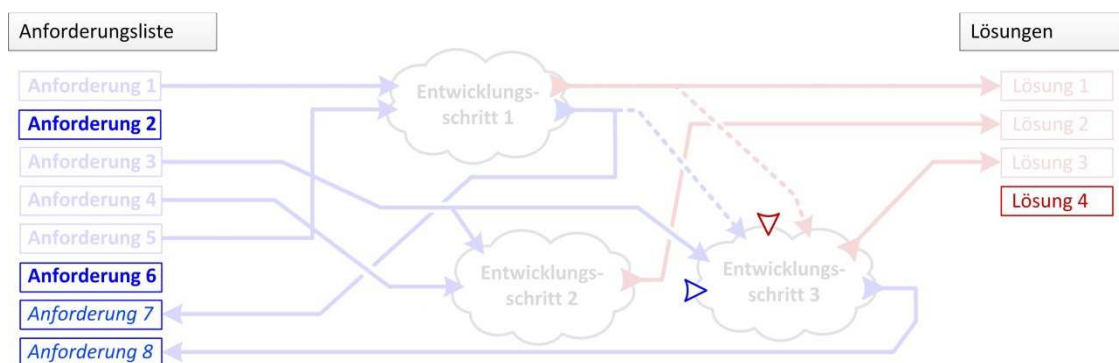 Anforderungsliste
Lösungen
Anforderung 1
Anforderung 2
Anforderung 3
Anforderung 4
Anforderung 5
Anforderung 6
Anforderung 7
Anforderung 8
Entwicklungs-
schritt 1
Entwicklungs-
schritt 2
Entwicklungs-
schritt 3
Lösung 1
Lösung 2
Lösung 3
Lösung 4